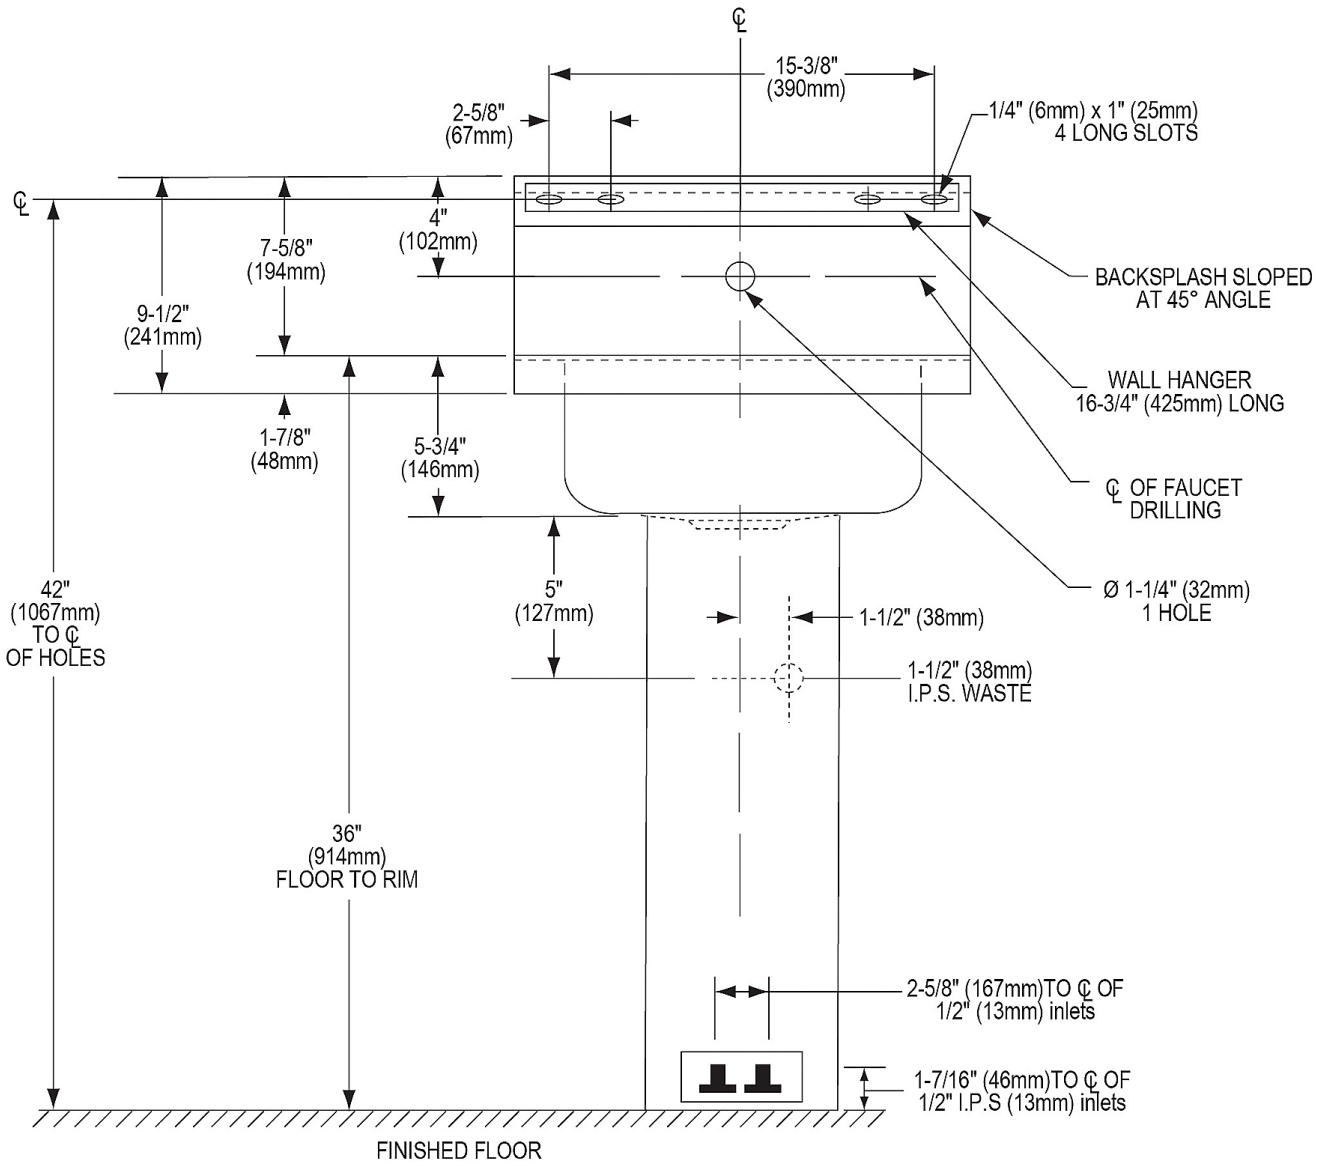 ℄
15-3/8"
(390mm)
2-5/8"
(67mm)
1/4" (6mm) x 1" (25mm)
4 LONG SLOTS
℄
4"
(102mm)
7-5/8"
(194mm)
9-1/2"
(241mm)
BACKSPLASH SLOPED
AT 45° ANGLE
WALL HANGER
16-3/4" (425mm) LONG
1-7/8"
(48mm)
5-3/4"
(146mm)
℄ OF FAUCET
DRILLING
42"
(1067mm)
TO ℄
OF HOLES
5"
(127mm)
Ø 1-1/4" (32mm)
1 HOLE
1-1/2" (38mm)
1-1/2" (38mm)
I.P.S. WASTE
36"
(914mm)
FLOOR TO RIM
2-5/8" (167mm)TO ℄ OF
1/2" (13mm) inlets
1-7/16" (46mm)TO ℄ OF
1/2" I.P.S (13mm) inlets
FINISHED FLOOR